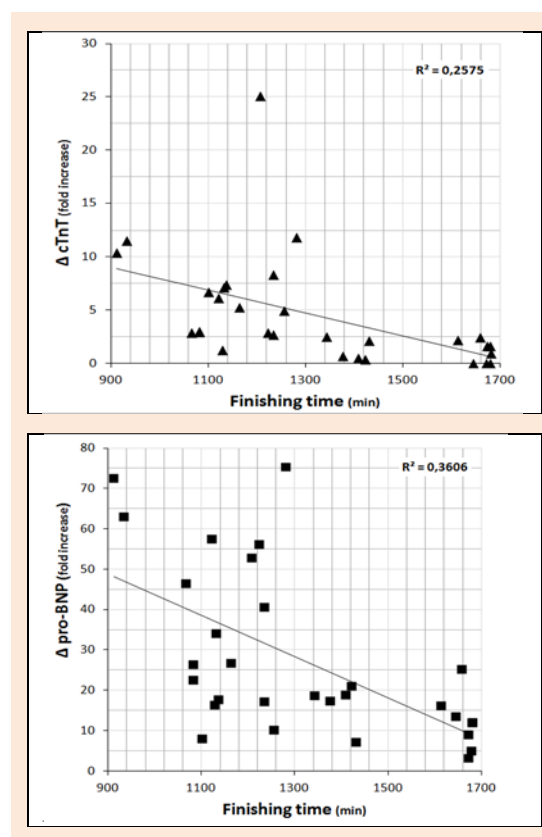 30
R² = 0,2575
25
20
15
10
5
0
Δ cTnT (fold increase)
900 1100 1300 1500 1700
Finishing time (min)
80
R² = 0,3606
70
60
50
40
30
20
10
0
Δ pro-BNP (fold increase)
900 1100 1300 1500 1700
Finishing time (min)